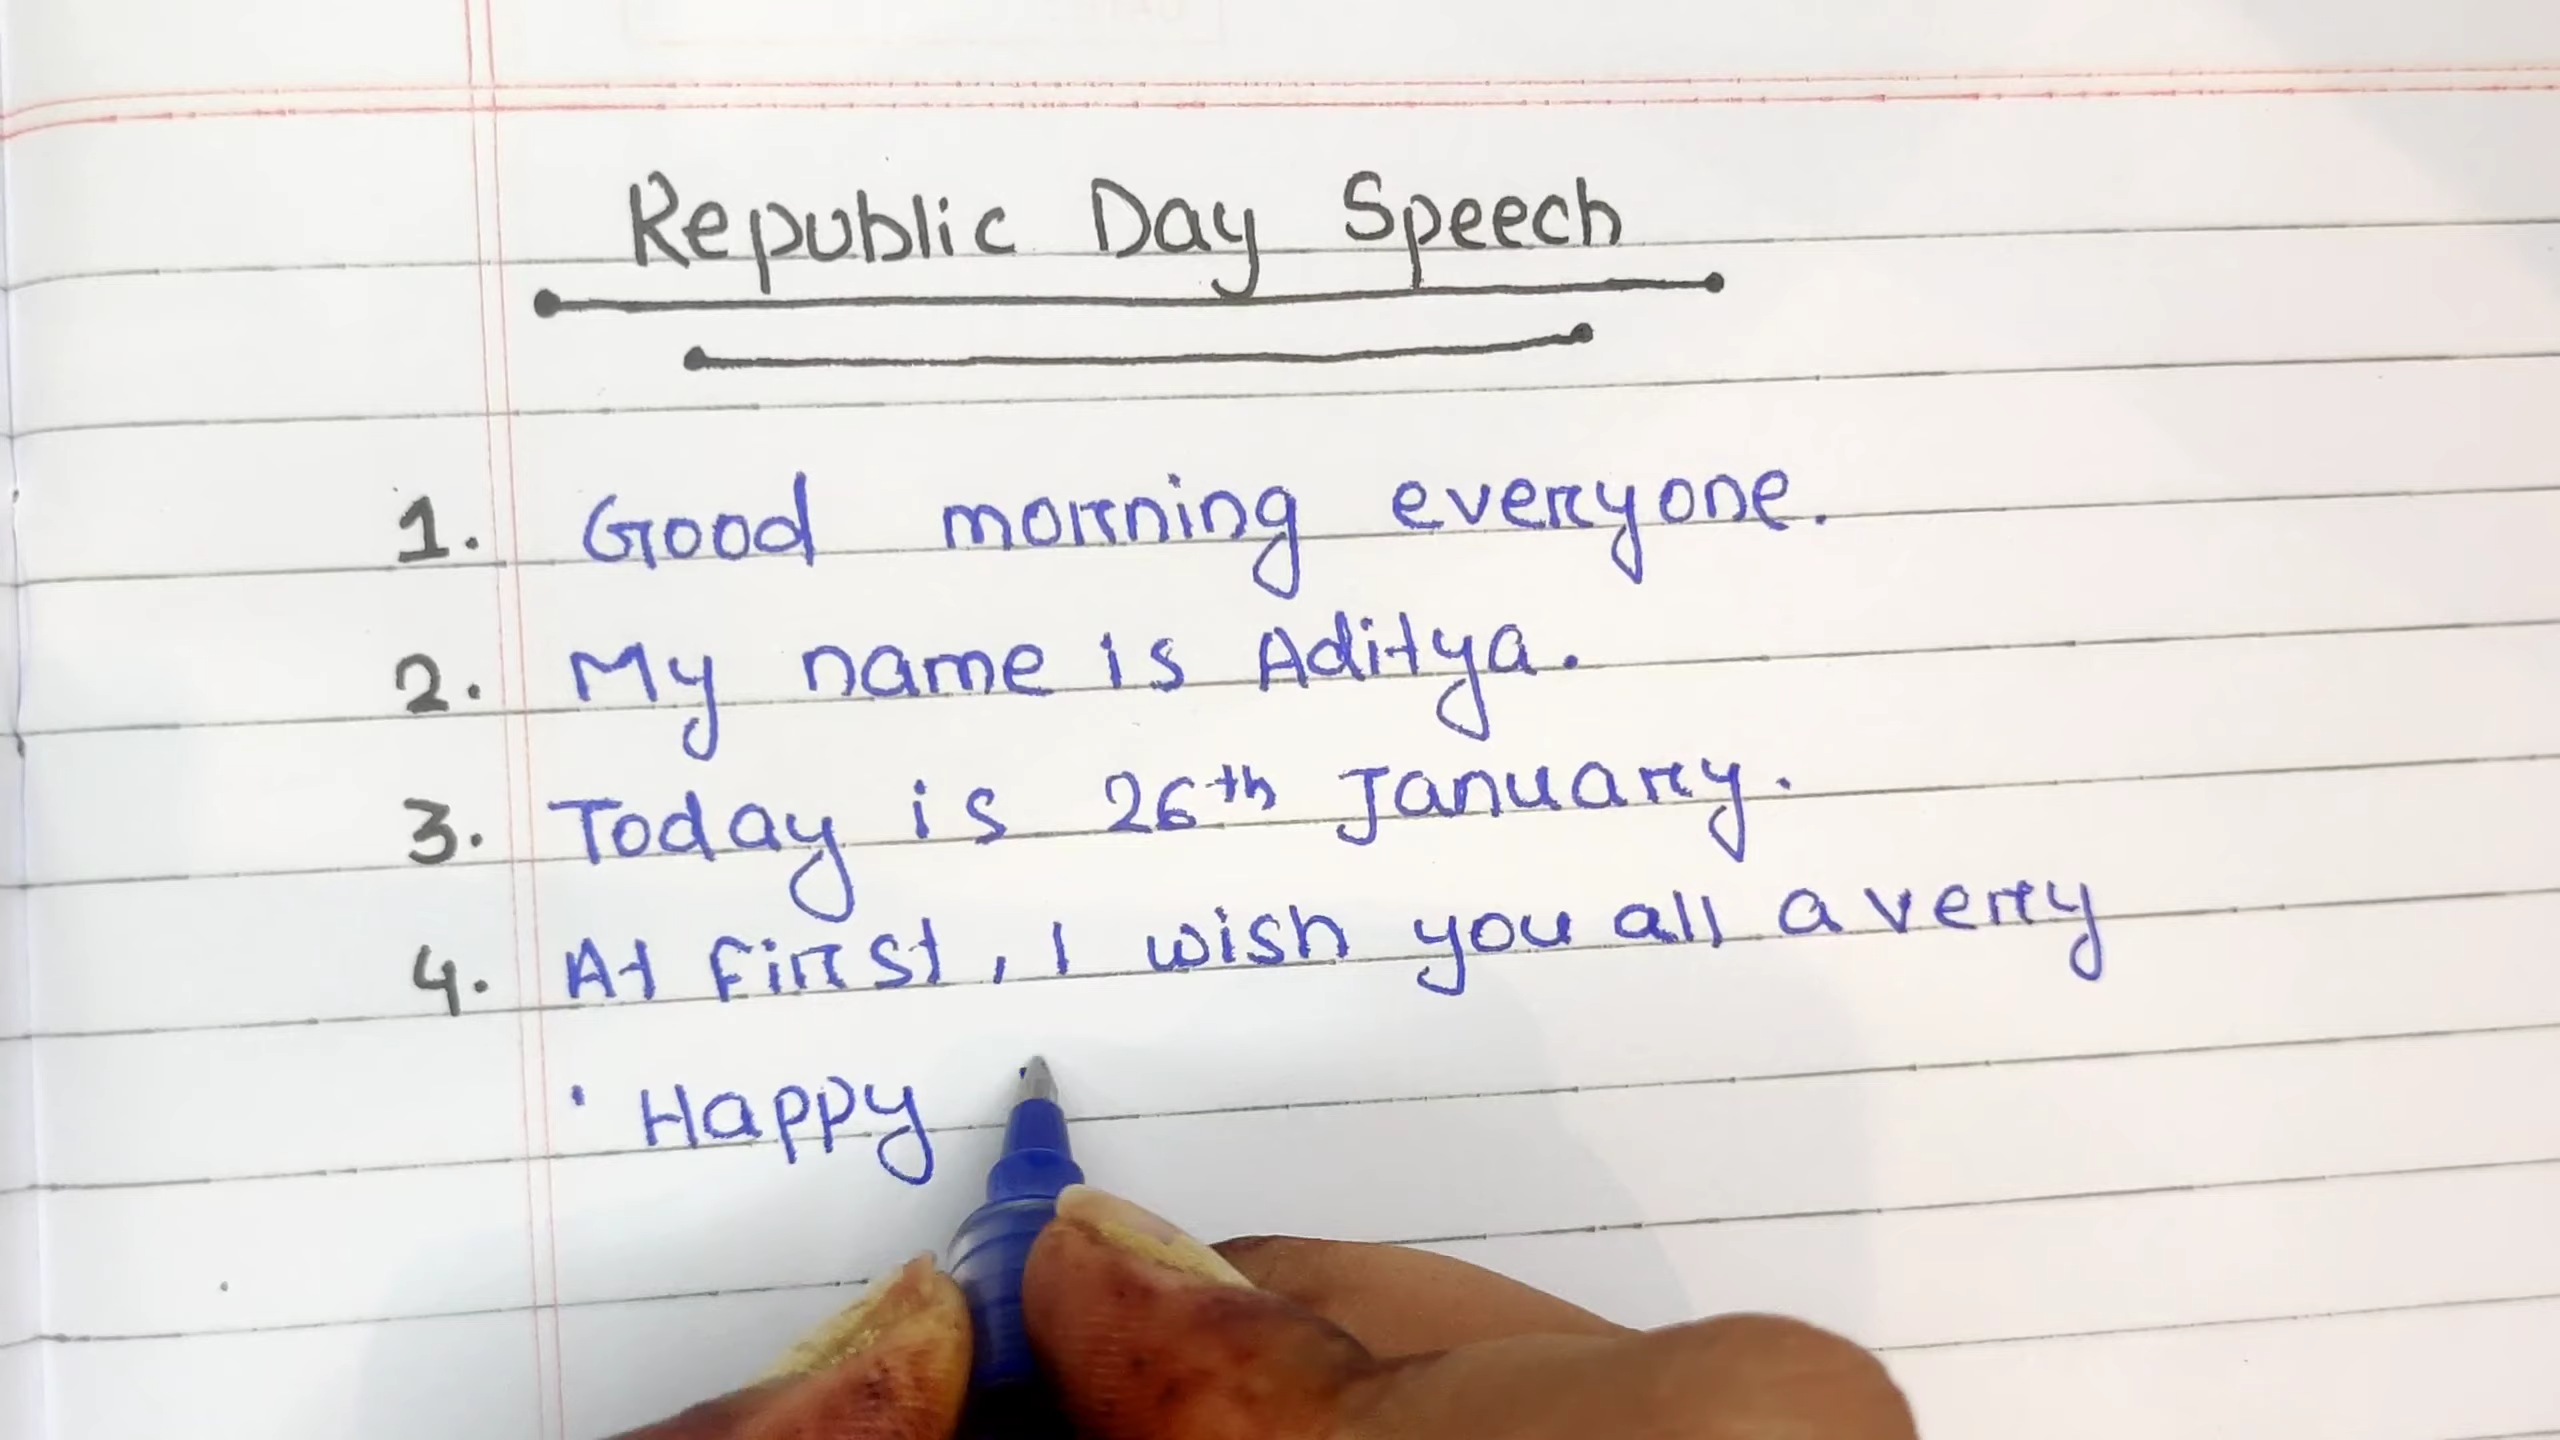 Republic Day Speech
1. Good morning everyone.
2. My name is Aditya.
3. Today is 26th January.
4. At first, I wish you all a very
Happy